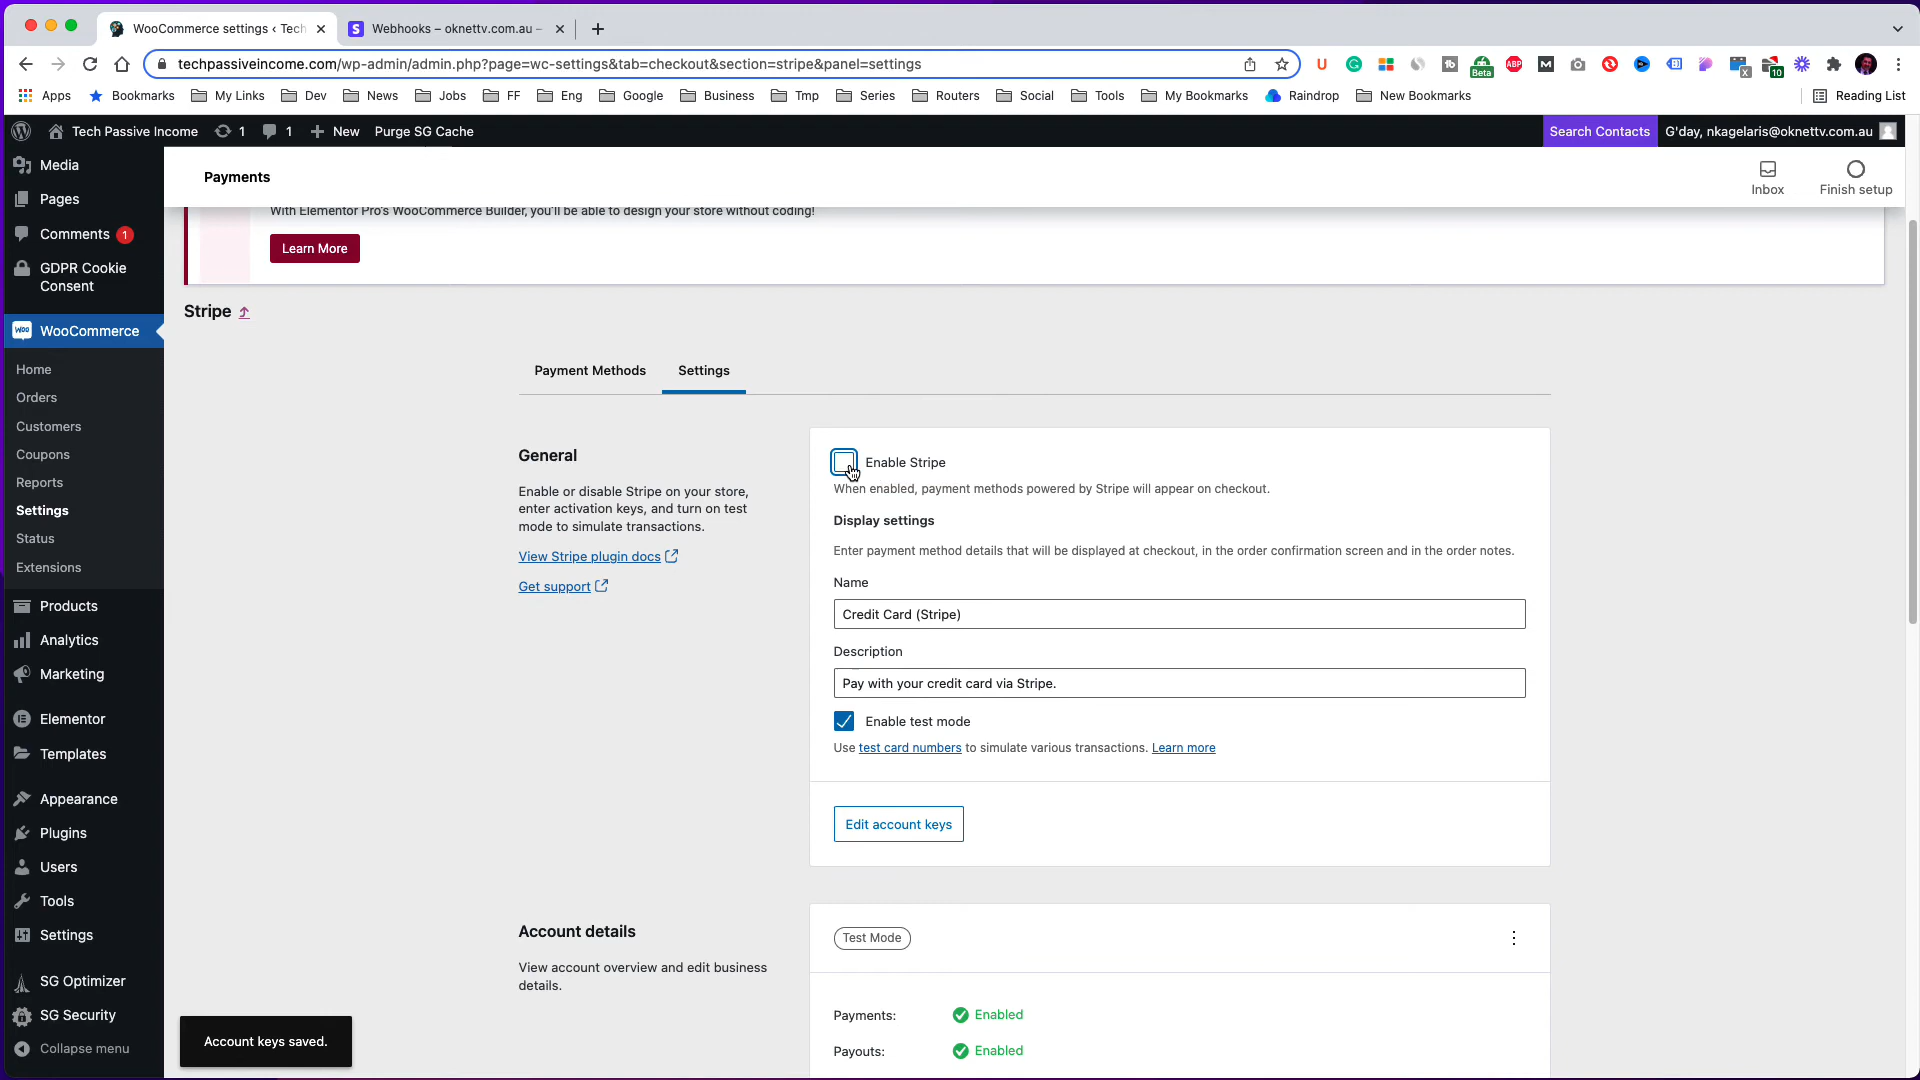 WooCommerce settings ‹ Tech
Webhooks – oknettv.com.au –
techpassiveincome.com/wp-admin/admin.php?page=wc-settings&tab=checkout&section=stripe&panel=settings
Beta
ABP
X
10
Apps
Bookmarks
My Links
Dev
News
Jobs
FF
Eng
Google
Business
Tmp
Series
Routers
Social
Tools
My Bookmarks
Raindrop
New Bookmarks
Reading List
Tech Passive Income
1
1
New
Purge SG Cache
Search Contacts
G'day, nkagelaris@oknettv.com.au
Media
Pages
Comments 1
GDPR Cookie
Consent
WooCommerce
Home
Orders
Customers
Coupons
Reports
Settings
Status
Extensions
Products
Analytics
Marketing
Elementor
Templates
Appearance
Plugins
Users
Tools
Settings
SG Optimizer
SG Security
Collapse menu
Payments
Inbox
Finish setup
With Elementor Pro's WooCommerce Builder, you'll be able to design your store without coding!
Learn More
Stripe
Payment Methods
Settings
General
Enable or disable Stripe on your store,
enter activation keys, and turn on test
mode to simulate transactions.
View Stripe plugin docs
Get support
Enable Stripe
When enabled, payment methods powered by Stripe will appear on checkout.
Display settings
Enter payment method details that will be displayed at checkout, in the order confirmation screen and in the order notes.
Name
Credit Card (Stripe)
Description
Pay with your credit card via Stripe.
Enable test mode
Use test card numbers to simulate various transactions. Learn more
Edit account keys
Account details
View account overview and edit business
details.
Test Mode
Payments:
Enabled
Payouts:
Enabled
Account keys saved.